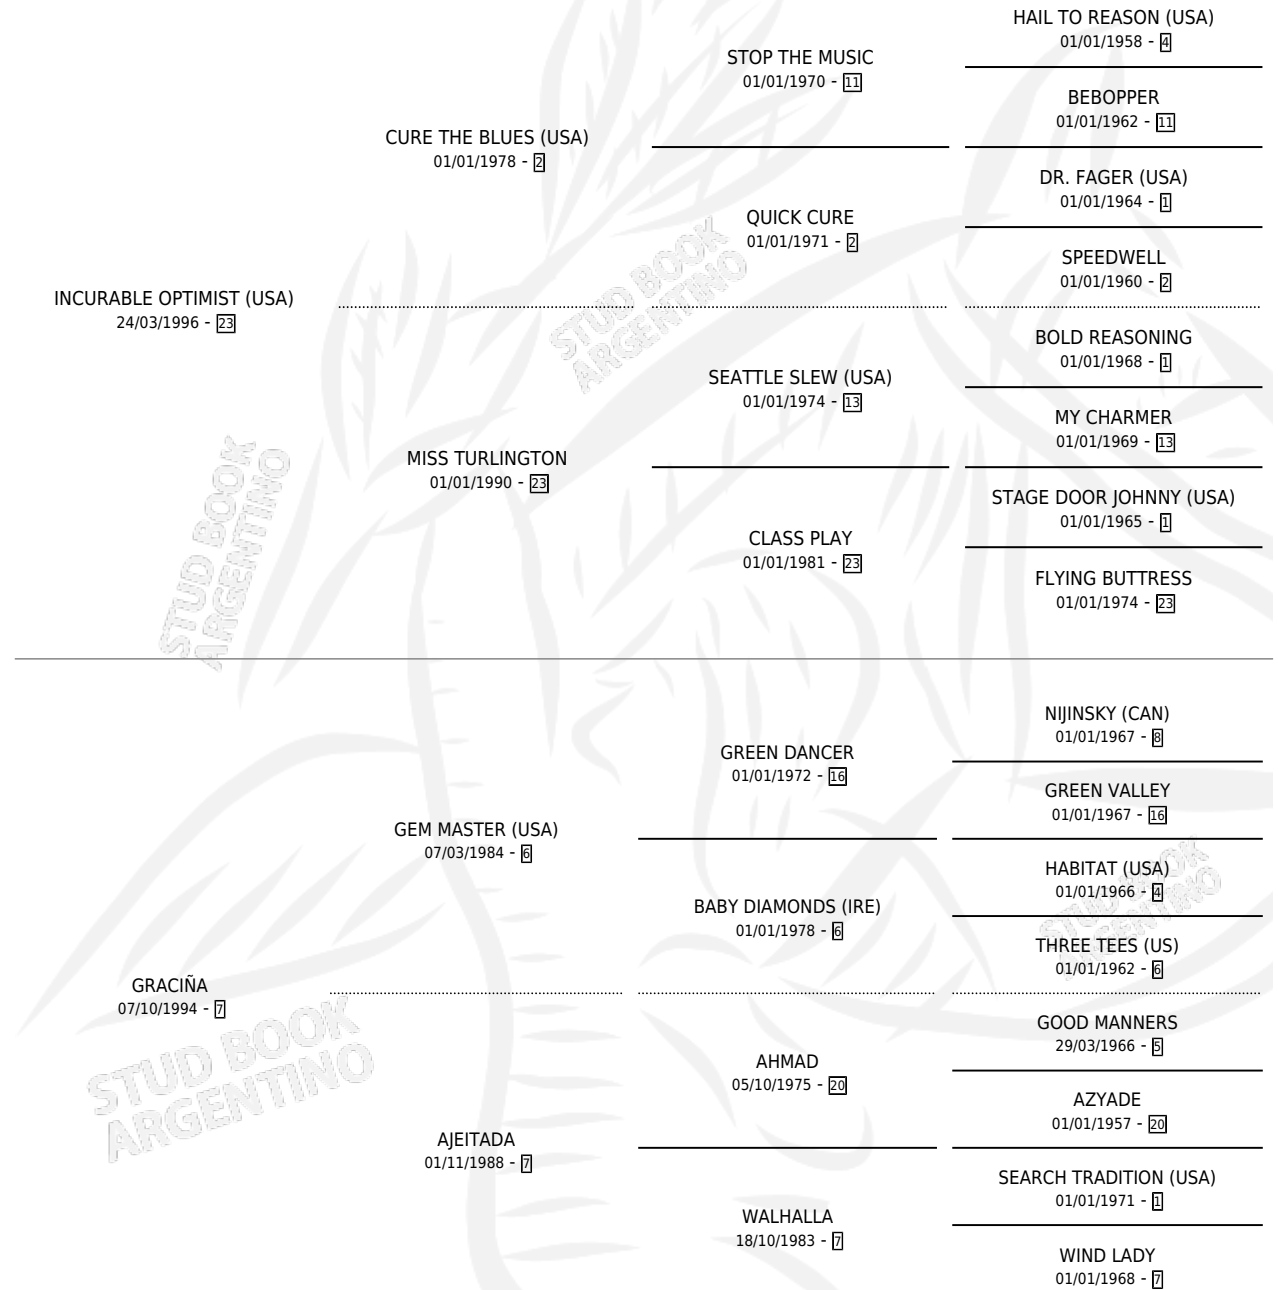 HAIL TO REASON (USA)
01/01/1958 - 4
STOP THE MUSIC
01/01/1970 - 11
BEBOPPER
01/01/1962 - 11
CURE THE BLUES (USA)
01/01/1978 - 2
DR. FAGER (USA)
01/01/1964 - 1
QUICK CURE
01/01/1971 - 2
SPEEDWELL
01/01/1960 - 2
INCURABLE OPTIMIST (USA)
24/03/1996 - 23
BOLD REASONING
01/01/1968 - 1
SEATTLE SLEW (USA)
01/01/1974 - 13
MY CHARMER
01/01/1969 - 13
MISS TURLINGTON
01/01/1990 - 23
STAGE DOOR JOHNNY (USA)
01/01/1965 - 1
CLASS PLAY
01/01/1981 - 23
FLYING BUTTRESS
01/01/1974 - 23
NIJINSKY (CAN)
01/01/1967 - 8
GREEN DANCER
01/01/1972 - 16
GREEN VALLEY
01/01/1967 - 16
GEM MASTER (USA)
07/03/1984 - 6
HABITAT (USA)
01/01/1966 - 4
BABY DIAMONDS (IRE)
01/01/1978 - 6
THREE TEES (US)
01/01/1962 - 6
GRACIÑA
07/10/1994 - 7
GOOD MANNERS
29/03/1966 - 5
AHMAD
05/10/1975 - 20
AZYADE
01/01/1957 - 20
AJEITADA
01/11/1988 - 7
SEARCH TRADITION (USA)
01/01/1971 - 1
WALHALLA
18/10/1983 - 7
WIND LADY
01/01/1968 - 7
STUD BOOK
ARGENTINO
STUD BOOK
ARGENTINO
STUD BOOK
ARGENTINO
STUD BOOK
ARGENTINO